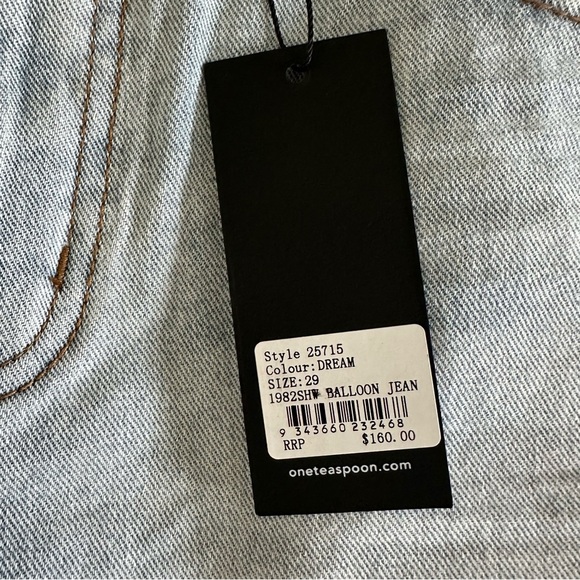 Style 25715
Colour:DREAM
SIZE:29
1982SHW BALLOON JEAN
9 343660 232468
RRP $160.00
oneteaspoon.com